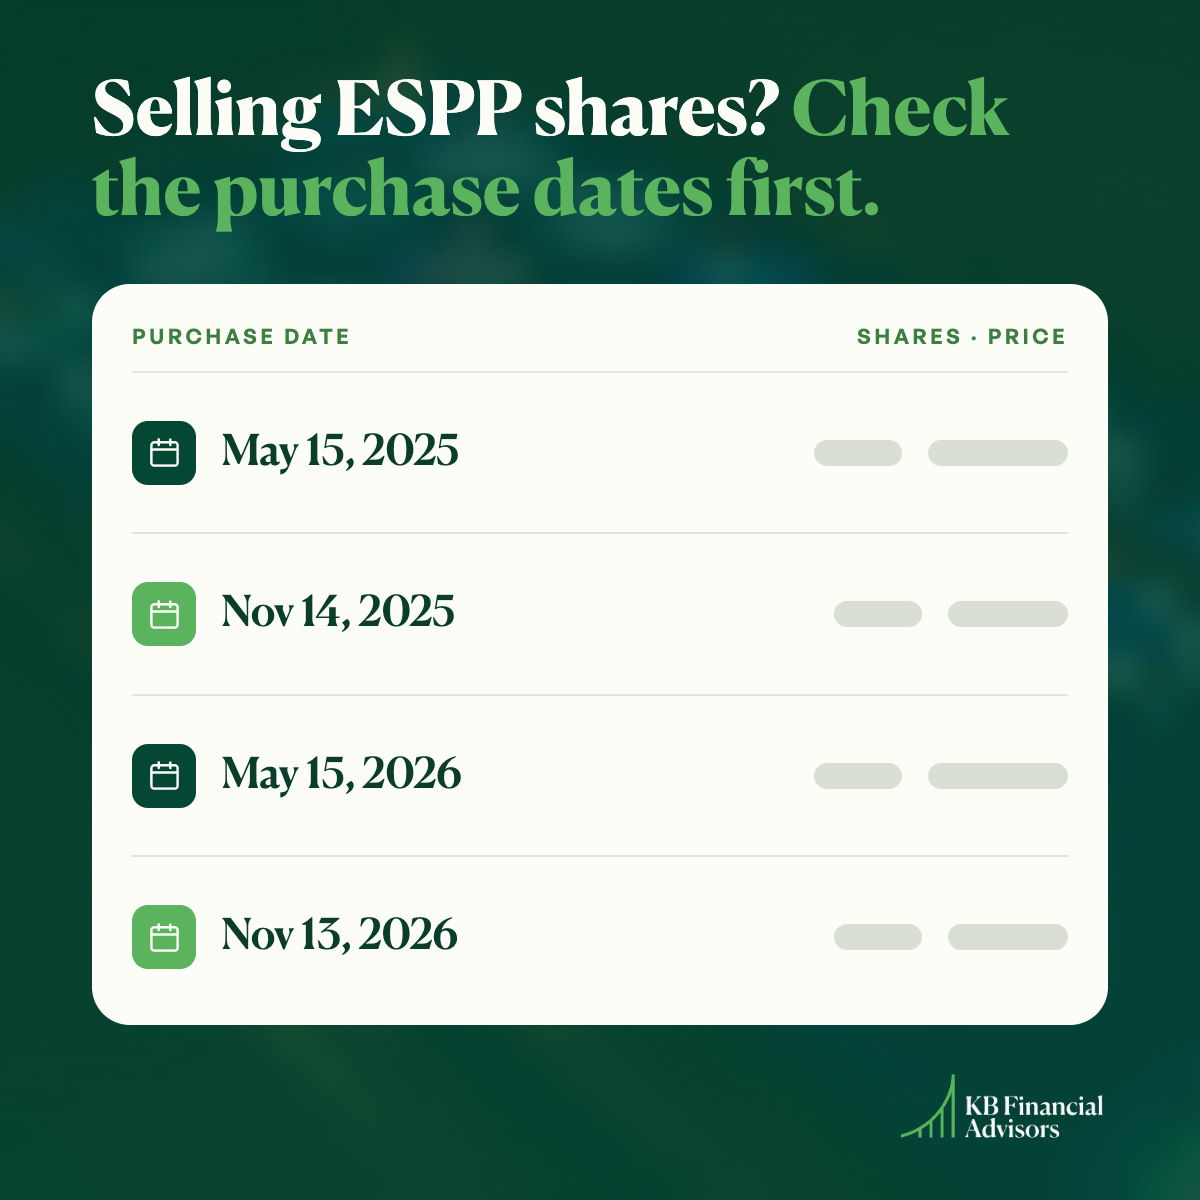 Selling ESPP shares? Check
the purchase dates first.
PURCHASE DATE SHARES · PRICE
May 15, 2025
Nov 14, 2025
May 15, 2026
Nov 13, 2026
KB Financial
Advisors